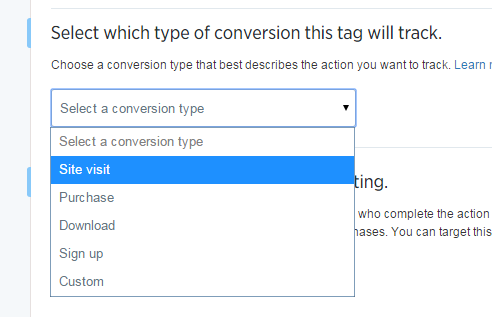 Select which type of conversion this tag will track.
Choose a conversion type that best describes the action you want to track. Learn
Select a conversion type
Select a conversion type
Site visit
Purchase
ting.
Download
who complete the action
hases. You can target this
Sign up
Custom